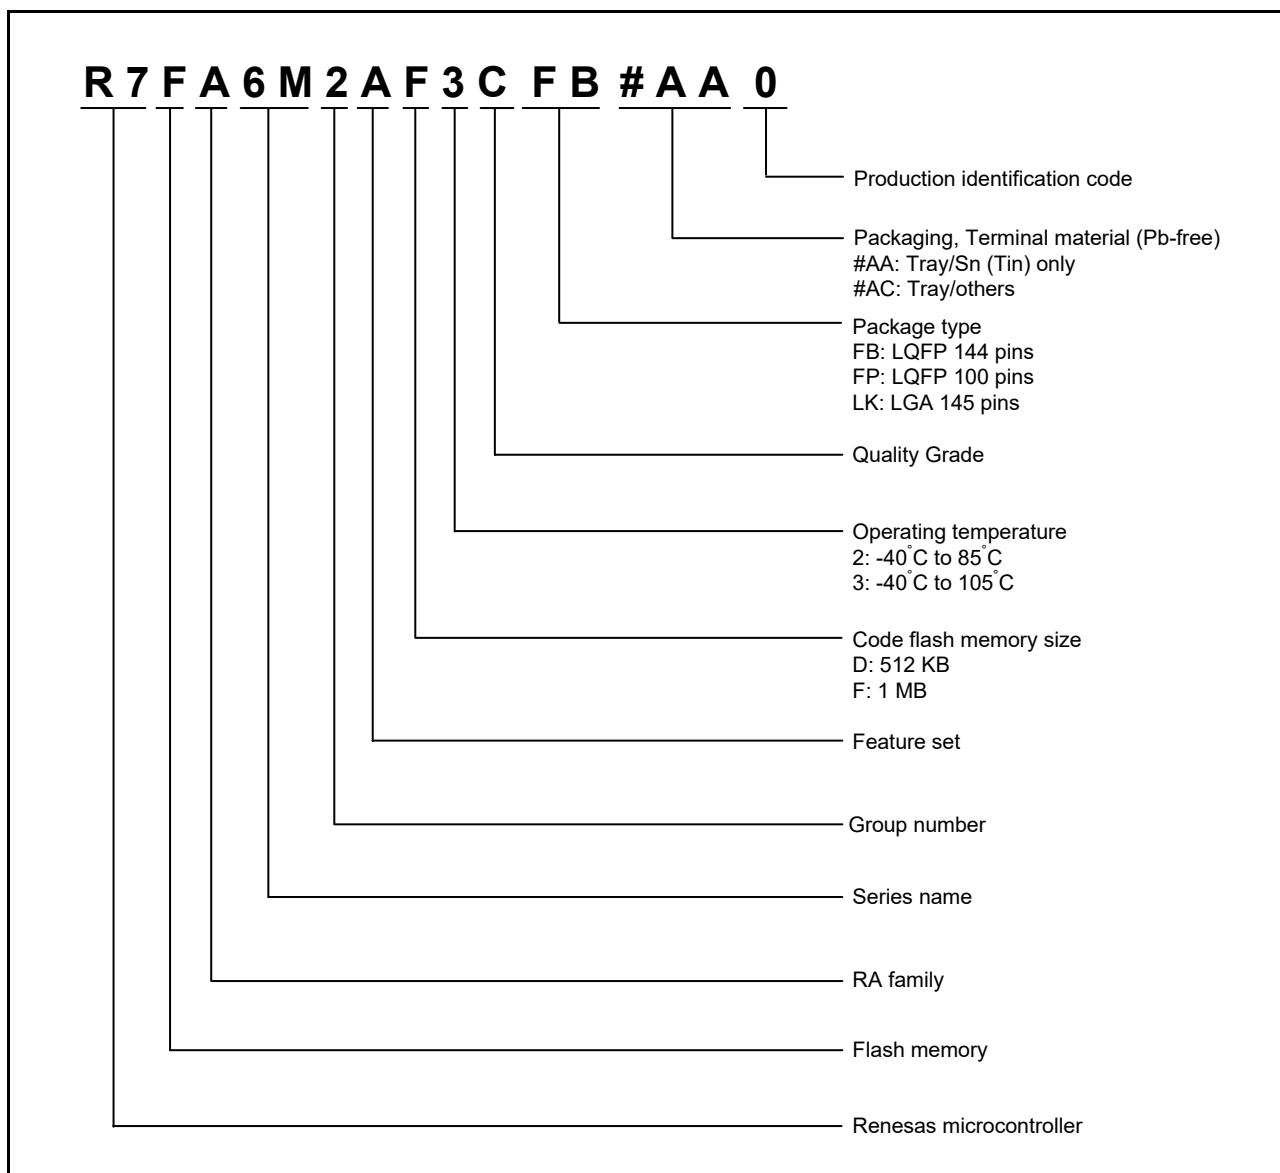 R7FA6M2AF3CFB#AA0
Production identification code
Packaging, Terminal material (Pb-free)
#AA: Tray/Sn (Tin) only
#AC: Tray/others
Package type
FB: LQFP 144 pins
FP: LQFP 100 pins
LK: LGA 145 pins
Quality Grade
Operating temperature
2: -40°C to 85°C
3: -40°C to 105°C
Code flash memory size
D: 512 KB
F: 1 MB
Feature set
Group number
Series name
RA family
Flash memory
Renesas microcontroller